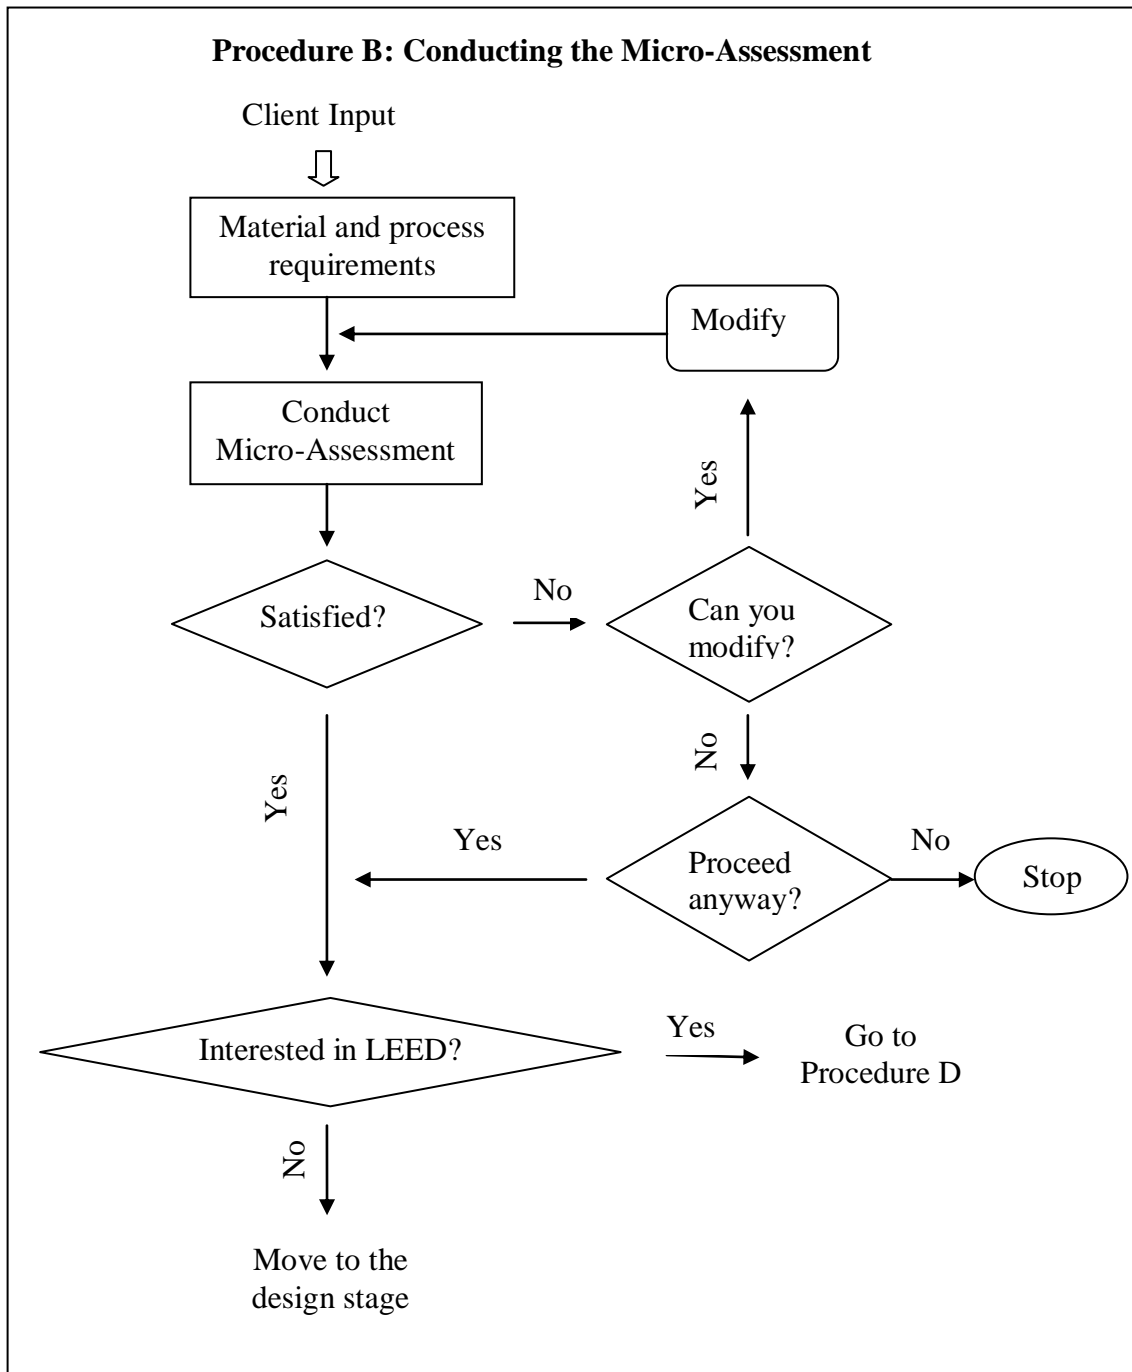 Procedure B: Conducting the Micro-Assessment
Client Input
Material and process
requirements
Modify
Conduct
Micro-Assessment
Yes
Satisfied?
No
Can you
modify?
No
Yes
Yes
Proceed
anyway?
No
Stop
Interested in LEED?
Yes
Go to
Procedure D
No
Move to the
design stage